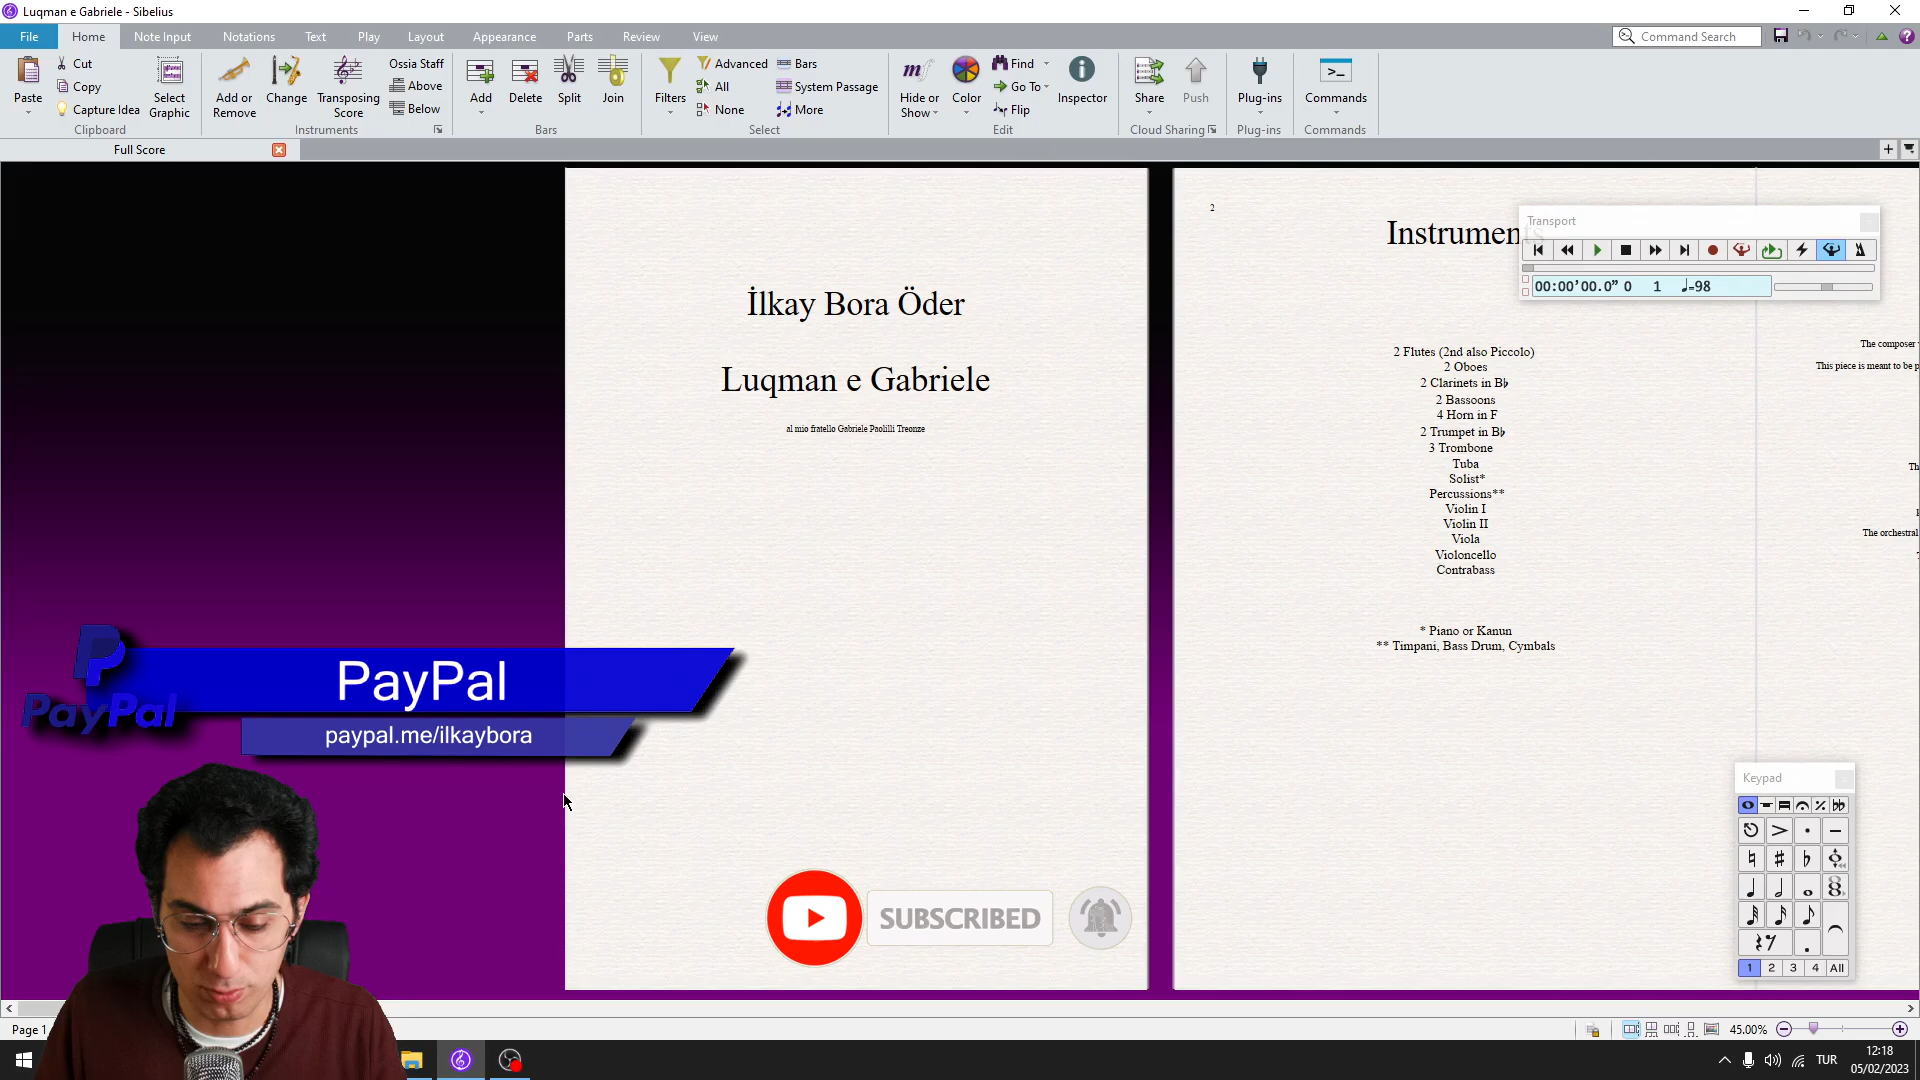 Luqman e Gabriele - Sibelius
File Home Note Input Notations Text Play Layout Appearance Parts Review View Command Search
Paste
Cut
Copy
Capture Idea
Select Graphic
Clipboard
Add or Remove
Change
Transposing Score
Ossia Staff
Above
Below
Instruments
Add
Delete
Split
Join
Bars
Filters
Advanced
All
None
Bars
System Passage
More
Select
Hide or Show
Color
Find
Go To
Flip
Inspector
Edit
Share
Push
Cloud Sharing
Plug-ins
Plug-ins
Commands
Commands
Full Score
İlkay Bora Öder
Luqman e Gabriele
al mio fratello Gabriele Paolilli Treonze
2
Instruments
2 Flutes (2nd also Piccolo)
2 Oboes
2 Clarinets in B♭
2 Bassoons
4 Horn in F
2 Trumpet in B♭
3 Trombone
Tuba
Solist*
Percussions**
Violin I
Violin II
Viola
Violoncello
Contrabass
* Piano or Kanun
** Timpani, Bass Drum, Cymbals
The composer
This piece is meant to be p
Th
The orchestral
Transport
00:00'00.0" 0 1 ♩=98
PayPal
PayPal
paypal.me/ilkaybora
SUBSCRIBED
Keypad
1 2 3 4 All
Page 1
45.00%
TUR
12:18
05/02/2023